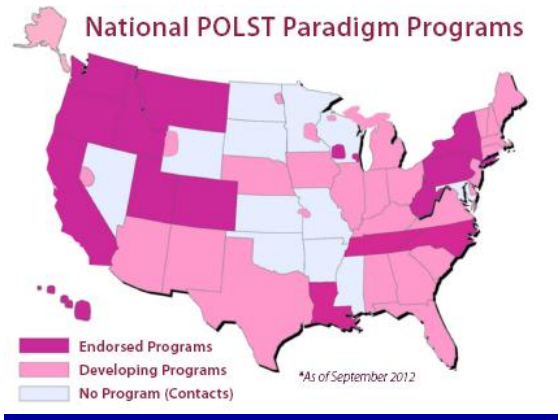 National POLST Paradigm Programs
Endorsed Programs
Developing Programs
*As of September 2012
No Program (Contacts)